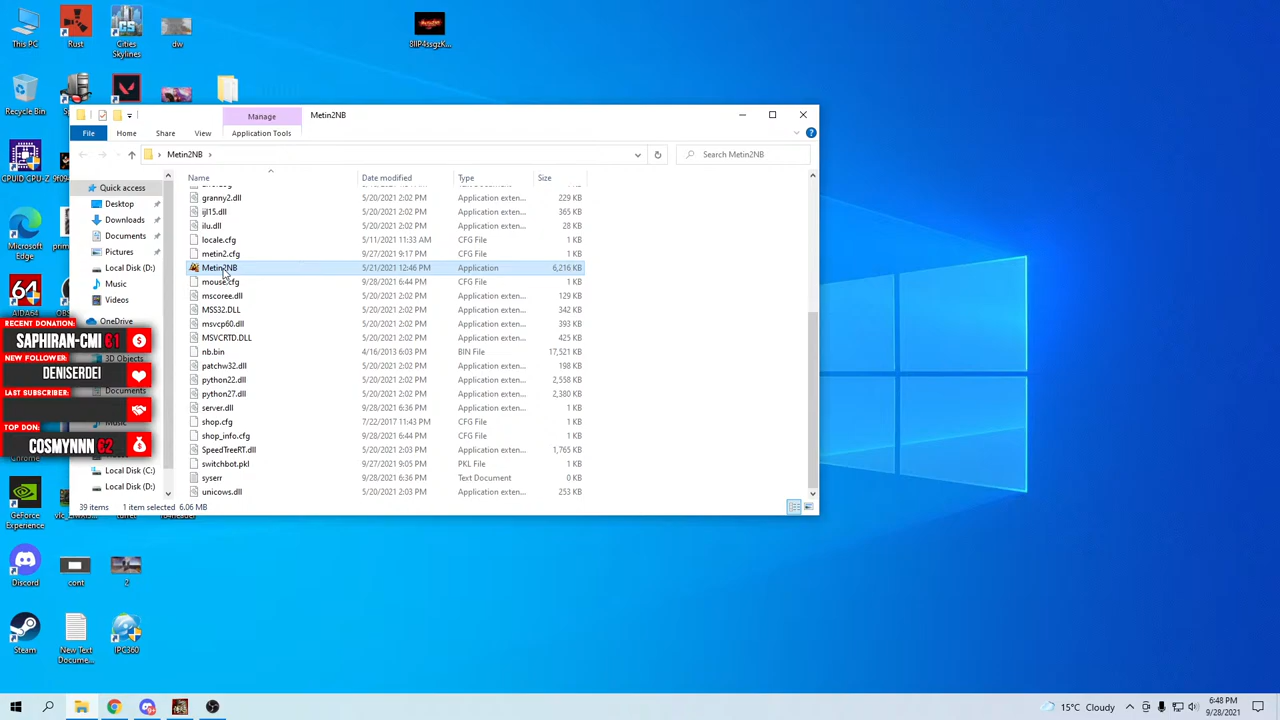 This PC
Rust
Cities
Skylines
dw
8IIP4ssgzK...
Recycle Bin
Manage
Metin2NB
File
Home
Share
View
Application Tools
Metin2NB
Search Metin2NB
CPUID GPU-Z
Quick access
Desktop
Downloads
Documents
Pictures
Local Disk (D:)
Music
Videos
OneDrive
3D Objects
Documents
Music
Local Disk (C:)
Local Disk (D:)
Name
Date modified
Type
Size
granny2.dll 5/20/2021 2:02 PM Application exten... 229 KB
ijl15.dll 5/20/2021 2:02 PM Application exten... 365 KB
ilu.dll 5/20/2021 2:02 PM Application exten... 28 KB
locale.cfg 5/11/2021 11:33 AM CFG File 1 KB
metin2.cfg 9/27/2021 9:17 PM CFG File 1 KB
Metin2NB 5/21/2021 12:46 PM Application 6,216 KB
mouse.cfg 9/28/2021 6:44 PM CFG File 1 KB
mscoree.dll 5/20/2021 2:02 PM Application exten... 129 KB
MSS32.DLL 5/20/2021 2:02 PM Application exten... 342 KB
msvcp60.dll 5/20/2021 2:02 PM Application exten... 393 KB
MSVCRTD.DLL 5/20/2021 2:02 PM Application exten... 425 KB
nb.bin 4/16/2013 6:03 PM BIN File 17,521 KB
patchw32.dll 5/20/2021 2:02 PM Application exten... 198 KB
python22.dll 5/20/2021 2:02 PM Application exten... 2,558 KB
python27.dll 5/20/2021 2:02 PM Application exten... 2,380 KB
server.dll 9/28/2021 6:36 PM Application exten... 1 KB
shop.cfg 7/22/2017 11:43 PM CFG File 1 KB
shop_info.cfg 9/28/2021 6:44 PM CFG File 1 KB
SpeedTreeRT.dll 5/20/2021 2:03 PM Application exten... 1,765 KB
switchbot.pkl 9/27/2021 9:05 PM PKL File 1 KB
syserr 9/28/2021 6:36 PM Text Document 0 KB
unicows.dll 5/20/2021 2:03 PM Application exten... 253 KB
39 items 1 item selected 6.06 MB
Microsoft
Edge
64
AIDA64
RECENT DONATION:
SAPHIRAN-CMI €1
NEW FOLLOWER:
DENISERDEI
LAST SUBSCRIBER:
TOP DON:
COSMYNNN €2
Chrome
GeForce
Experience
Discord
cont
2
Steam
New Text
Docume...
IPC360
15°C Cloudy
6:48 PM
9/28/2021